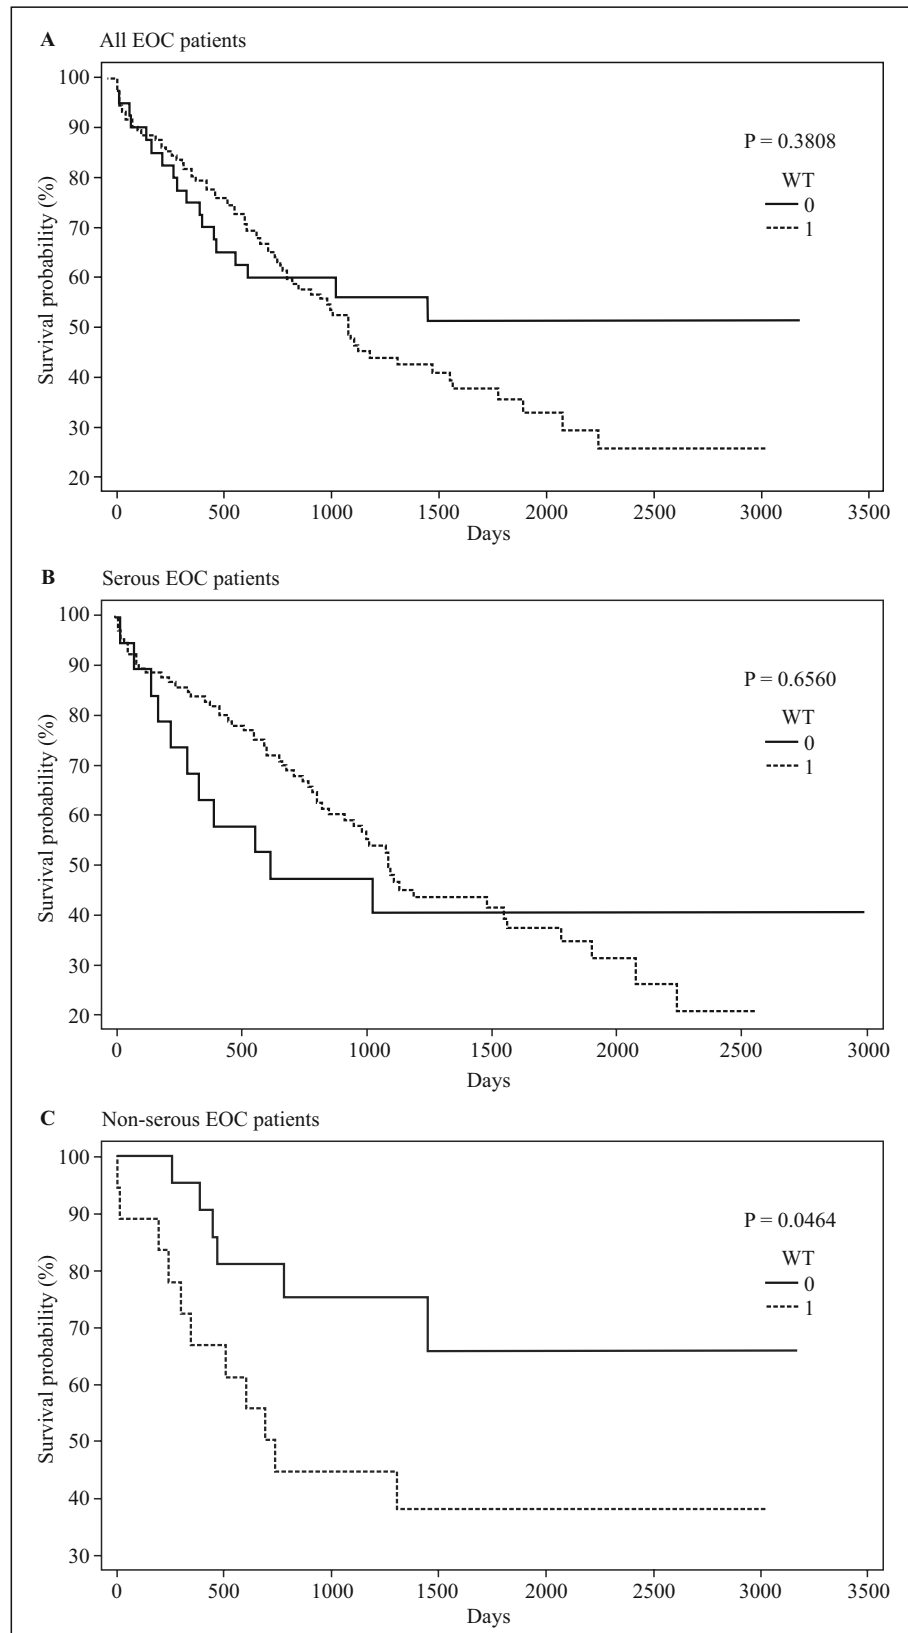 A All EOC patients
100
90
80
70
60
50
40
30
20
Survival probability (%)
P = 0.3808
WT
0
1
0 500 1000 1500 2000 2500 3000 3500
Days
B Serous EOC patients
100
90
80
70
60
50
40
30
20
Survival probability (%)
P = 0.6560
WT
0
1
0 500 1000 1500 2000 2500 3000
Days
C Non-serous EOC patients
100
90
80
70
60
50
40
30
Survival probability (%)
P = 0.0464
WT
0
1
0 500 1000 1500 2000 2500 3000 3500
Days